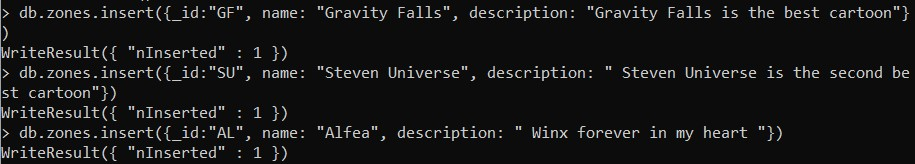 > db.zones.insert({_id:"GF", name: "Gravity Falls", description: "Gravity Falls is the best cartoon"}
)
WriteResult({ "nInserted" : 1 })
> db.zones.insert({_id:"SU", name: "Steven Universe", description: " Steven Universe is the second be
st cartoon"})
WriteResult({ "nInserted" : 1 })
> db.zones.insert({_id:"AL", name: "Alfea", description: " Winx forever in my heart "})
WriteResult({ "nInserted" : 1 })